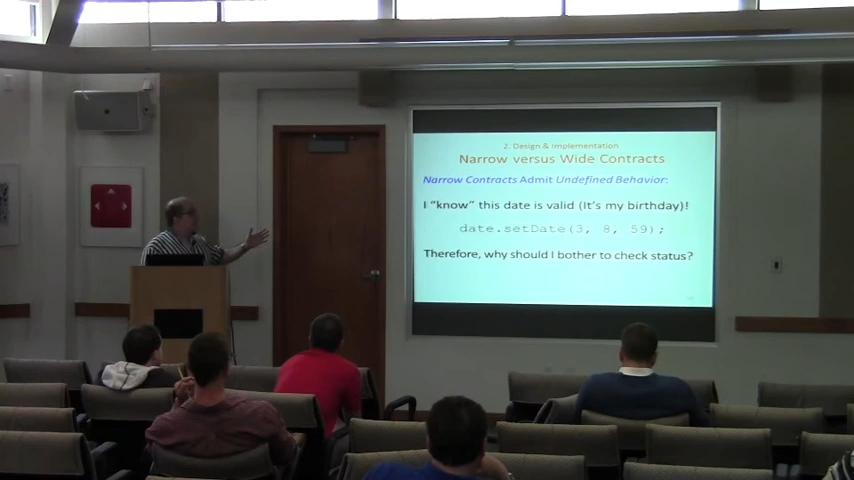 2. Design & Implementation
Narrow versus Wide Contracts
Narrow Contracts Admit Undefined Behavior:
I “know” this date is valid (It’s my birthday)!
date.setDate(3, 8, 59);
Therefore, why should I bother to check status?